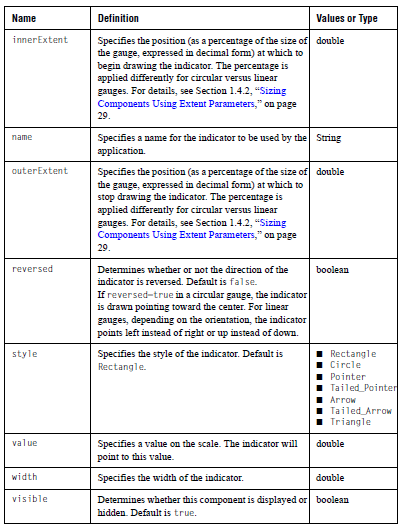 Name Definition Values or Type
innerExtent Specifies the position (as a percentage of the size of double
the gauge, expressed in decimal form) at which to
begin drawing the indicator. The percentage is
applied differently for circular versus linear
gauges. For details, see Section 1.4.2, “Sizing
Components Using Extent Parameters,” on page
29.
name Specifies a name for the indicator to be used by the String
application.
outerExtent Specifies the position (as a percentage of the size of double
the gauge, expressed in decimal form) at which to
stop drawing the indicator. The percentage is
applied differently for circular versus linear
gauges. For details, see Section 1.4.2, “Sizing
Components Using Extent Parameters,” on page
29.
reversed Determines whether or not the direction of the boolean
indicator is reversed. Default is false.
If reversed=true in a circular gauge, the indicator
is drawn pointing toward the center. For linear
gauges, depending on the orientation, the indicator
points left instead of right or up instead of down.
style Specifies the style of the indicator. Default is ■ Rectangle
Rectangle. ■ Circle
■ Pointer
■ Tailed_Pointer
■ Arrow
■ Tailed_Arrow
■ Triangle
value Specifies a value on the scale. The indicator will double
point to this value.
width Specifies the width of the indicator. double
visible Determines whether this component is displayed or boolean
hidden. Default is true.